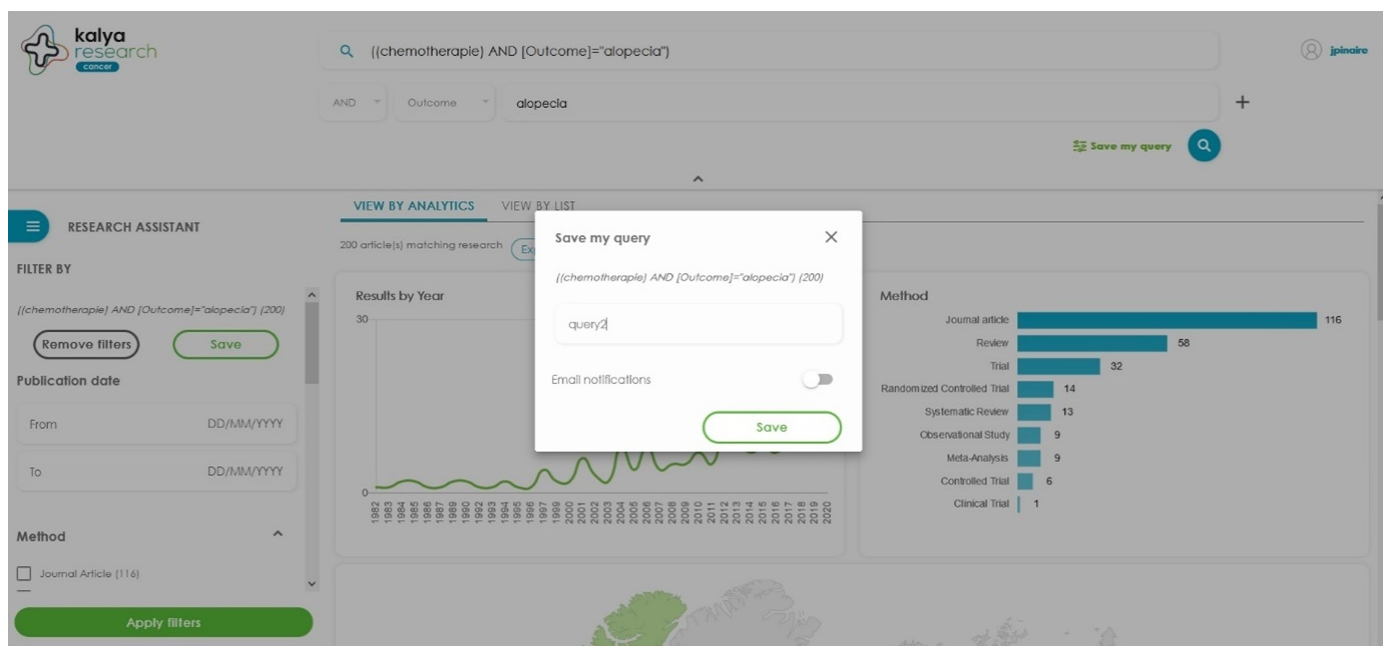 kalya
research
cancer
((chemotherapie) AND [Outcome]="alopecia")
jpinaire
AND
Outcome
alopecia
+
Save my query
RESEARCH ASSISTANT
FILTER BY
((chemotherapie) AND [Outcome]="alopecia") (200)
Remove filters
Save
Publication date
From
DD/MM/YYYY
To
DD/MM/YYYY
Method
Journal Article (116)
Apply filters
VIEW BY ANALYTICS
VIEW BY LIST
200 article(s) matching research
Results by Year
30
0
1982
1983
1984
1985
1986
1987
1989
1990
1992
1993
1994
1995
1996
1997
1999
2000
2001
2002
2003
2004
2005
2006
2007
2008
2009
2010
2011
2012
2013
2014
2015
2016
2017
2018
2019
2020
Save my query
((chemotherapie) AND [Outcome]="alopecia") (200)
query2
Email notifications
Save
Method
Journal article 116
Review 58
Trial 32
Randomized Controlled Trial 14
Systematic Review 13
Observational Study 9
Meta-Analysis 9
Controlled Trial 6
Clinical Trial 1